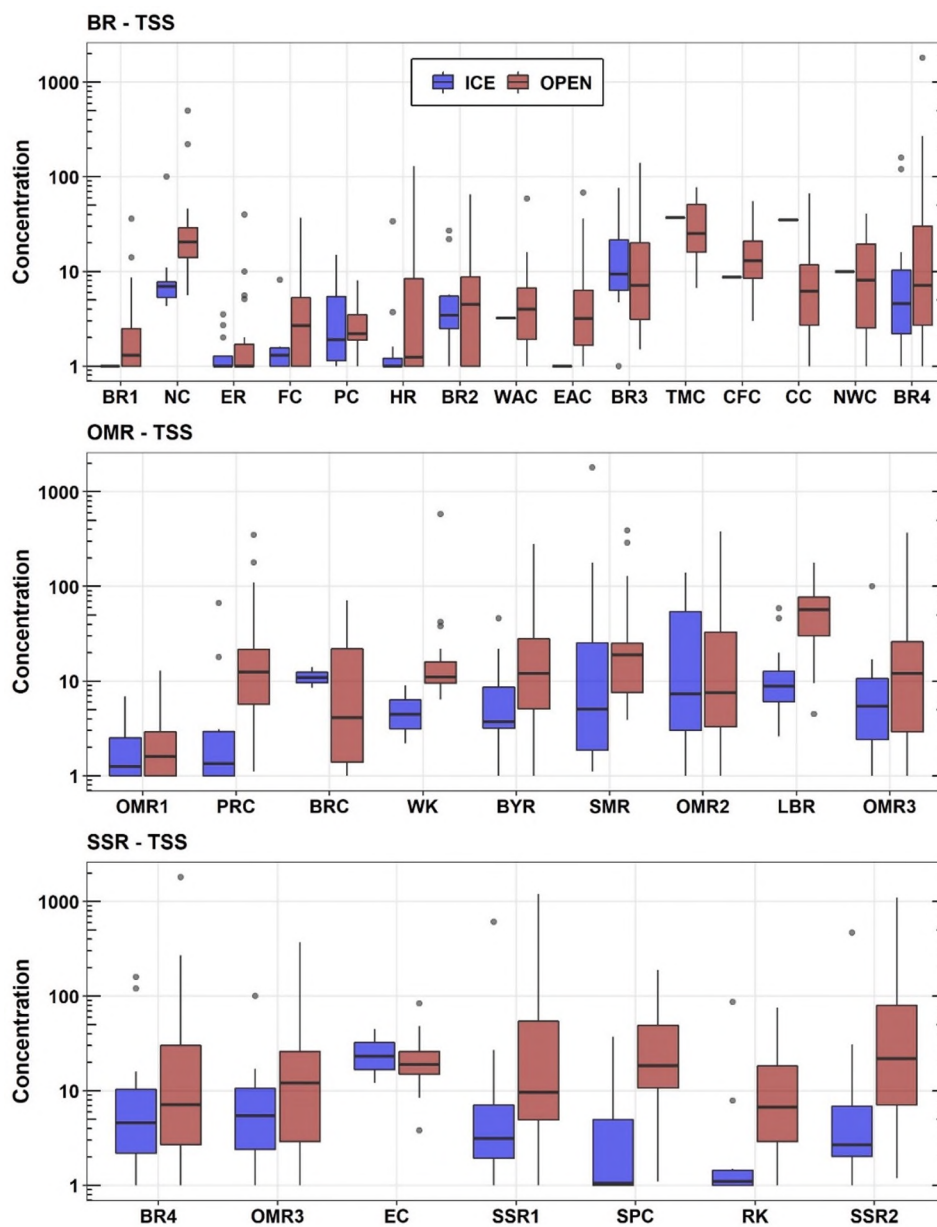 BR - TSS
ICE OPEN
Concentration
1000
100
10
1
BR1 NC ER FC PC HR BR2 WAC EAC BR3 TMC CFC CC NWC BR4
OMR - TSS
Concentration
1000
100
10
1
OMR1 PRC BRC WK BYR SMR OMR2 LBR OMR3
SSR - TSS
Concentration
1000
100
10
1
BR4 OMR3 EC SSR1 SPC RK SSR2